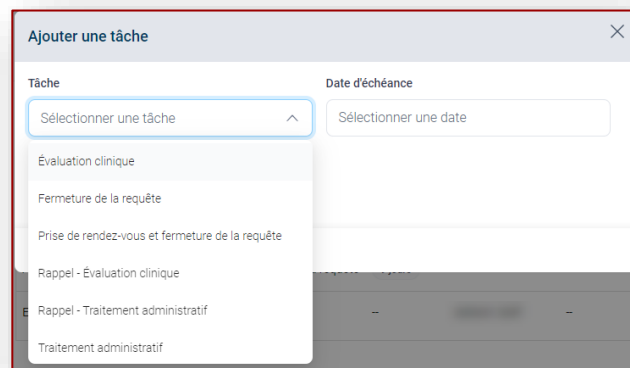 Ajouter une tâche
Tâche
Date d'échéance
Sélectionner une tâche
Sélectionner une date
Évaluation clinique
Fermeture de la requête
Prise de rendez-vous et fermeture de la requête
Rappel - Évaluation clinique
Rappel - Traitement administratif
-- --
Traitement administratif